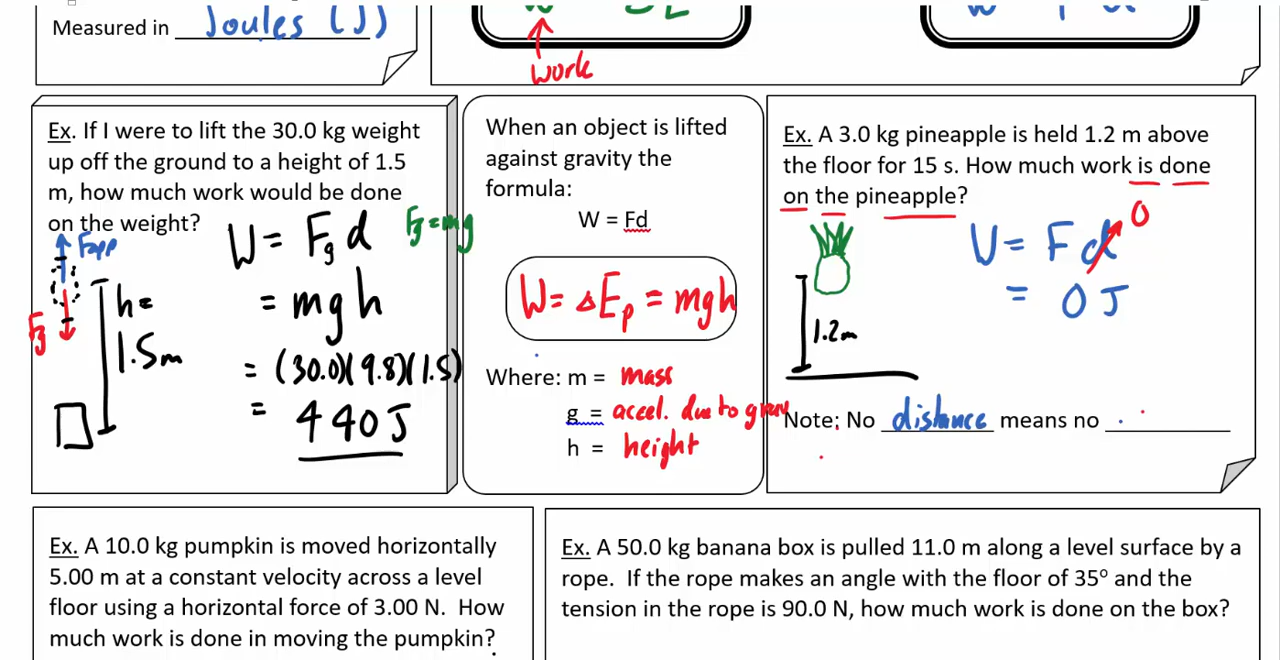 Measured in Joules (J)
work
Ex. If I were to lift the 30.0 kg weight
up off the ground to a height of 1.5
m, how much work would be done
on the weight?
W = Fg d
Fg = mg
Fapp
Fg
h =
1.5m
= mgh
= (30.0)(9.8)(1.5)
= 440J
When an object is lifted
against gravity the
formula:
W = Fd
W = ΔEp = mgh
Where: m = mass
g = accel. due to grav
h = height
Ex. A 3.0 kg pineapple is held 1.2 m above
the floor for 15 s. How much work is done
on the pineapple?
W = Fd
0
= 0 J
1.2m
Note: No distance means no
Ex. A 10.0 kg pumpkin is moved horizontally
5.00 m at a constant velocity across a level
floor using a horizontal force of 3.00 N. How
much work is done in moving the pumpkin?
Ex. A 50.0 kg banana box is pulled 11.0 m along a level surface by a
rope. If the rope makes an angle with the floor of 35º and the
tension in the rope is 90.0 N, how much work is done on the box?